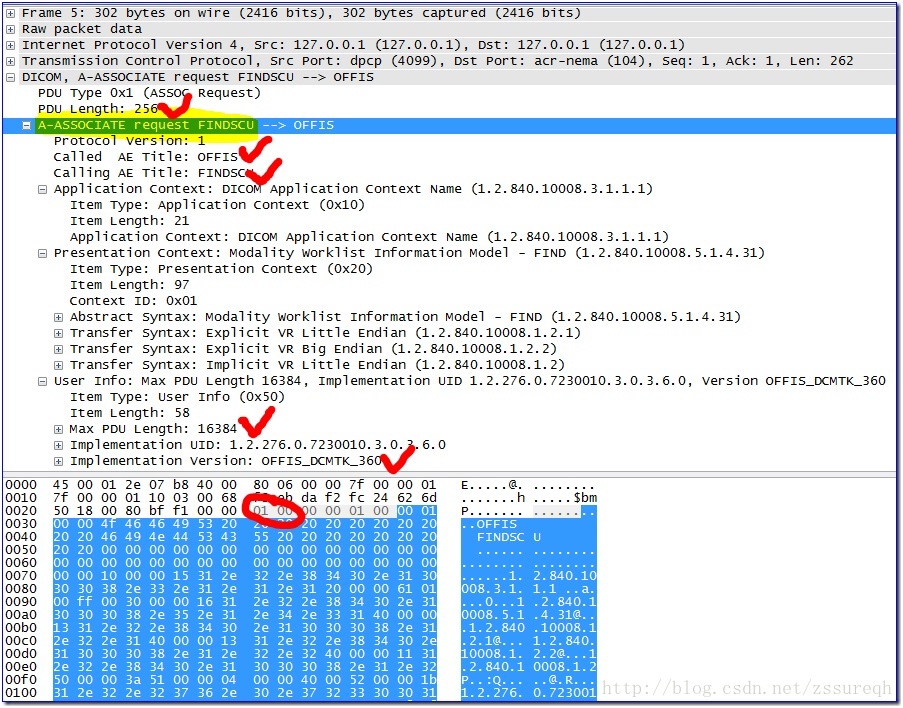 Frame 5: 302 bytes on wire (2416 bits), 302 bytes captured (2416 bits)
Raw packet data
Internet Protocol Version 4, Src: 127.0.0.1 (127.0.0.1), Dst: 127.0.0.1 (127.0.0.1)
Transmission Control Protocol, Src Port: dpcp (4099), Dst Port: acr-nema (104), Seq: 1, Ack: 1, Len: 262
DICOM, A-ASSOCIATE request FINDSCU --> OFFIS
PDU Type 0x1 (ASSOC Request)
PDU Length: 256
A-ASSOCIATE request FINDSCU --> OFFIS
Protocol Version: 1
Called  AE Title: OFFIS
Calling AE Title: FINDSCU
Application Context: DICOM Application Context Name (1.2.840.10008.3.1.1.1)
Item Type: Application Context (0x10)
Item Length: 21
Application Context: DICOM Application Context Name (1.2.840.10008.3.1.1.1)
Presentation Context: Modality Worklist Information Model - FIND (1.2.840.10008.5.1.4.31)
Item Type: Presentation Context (0x20)
Item Length: 97
Context ID: 0x01
Abstract Syntax: Modality Worklist Information Model - FIND (1.2.840.10008.5.1.4.31)
Transfer Syntax: Explicit VR Little Endian (1.2.840.10008.1.2.1)
Transfer Syntax: Explicit VR Big Endian (1.2.840.10008.1.2.2)
Transfer Syntax: Implicit VR Little Endian (1.2.840.10008.1.2)
User Info: Max PDU Length 16384, Implementation UID 1.2.276.0.7230010.3.0.3.6.0, Version OFFIS_DCMTK_360
Item Type: User Info (0x50)
Item Length: 58
Max PDU Length: 16384
Implementation UID: 1.2.276.0.7230010.3.0.3.6.0
Implementation Version: OFFIS_DCMTK_360
0000 45 00 01 2e 07 b8 40 00 80 06 00 00 7f 00 00 01 E.....@. ........
0010 7f 00 00 01 10 03 00 68 eb da f2 fc 24 62 6d .......h .....$bm
0020 50 18 00 80 bf f1 00 00 01 00 00 00 01 00 00 01 P....... ........
0030 00 00 4f 46 46 49 53 20 20 20 20 20 20 20 20 20 ..OFFIS
0040 20 20 46 49 4e 44 53 43 55 20 20 20 20 20 20 20 FINDSC U
0050 20 20 00 00 00 00 00 00 00 00 00 00 00 00 00 00 ...... ........
0060 00 00 00 00 00 00 00 00 00 00 00 00 00 00 00 00 ........ ........
0070 00 00 10 00 00 15 31 2e 32 2e 38 34 30 2e 31 30 ......1. 2.840.10
0080 30 30 38 2e 33 2e 31 2e 31 2e 31 20 00 00 61 01 008.3.1. 1.1 ..a.
0090 00 ff 00 30 00 00 16 31 2e 32 2e 38 34 30 2e 31 ...0...1 .2.840.1
00a0 30 30 30 38 2e 35 2e 31 2e 34 2e 33 31 40 00 00 0008.5.1 .4.31@..
00b0 13 31 2e 32 2e 38 34 30 2e 31 30 30 30 38 2e 31 .1.2.840 .10008.1
00c0 2e 32 2e 31 40 00 00 13 31 2e 32 2e 38 34 30 2e .2.1@... 1.2.840.
00d0 31 30 30 30 38 2e 31 2e 32 2e 32 40 00 00 11 31 10008.1. 2.2@...1
00e0 2e 32 2e 38 34 30 2e 31 30 30 30 38 2e 31 2e 32 .2.840.1 0008.1.2
00f0 50 00 00 3a 51 00 00 04 00 00 40 00 52 00 00 1b P..:Q... ..@.R...
0100 31 2e 32 2e 32 37 36 2e 30 2e 37 32 33 30 30 31 1.2.276. 0.723001
http://blog.csdn.net/zssureqh